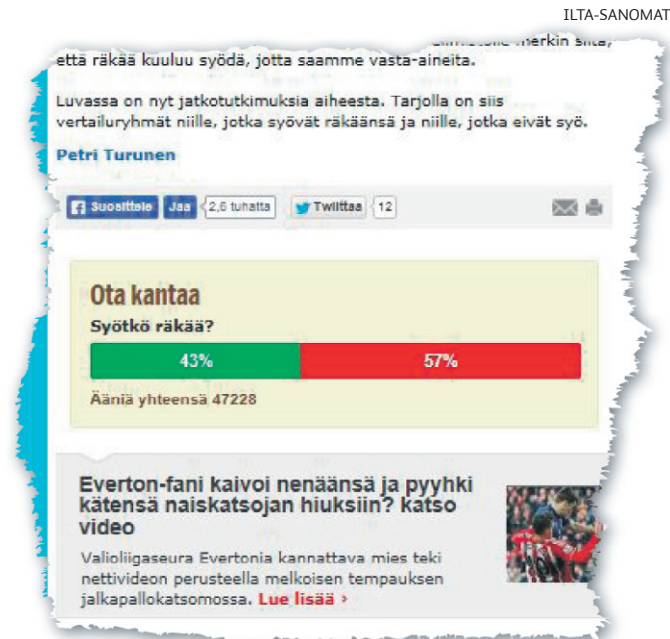 ILTA-SANOMAT
merkin siitä,
että räkää kuuluu syödä, jotta saamme vasta-aineita.
Luvassa on nyt jatkotutkimuksia aiheesta. Tarjolla on siis
vertailuryhmät niille, jotka syövät räkäänsä ja niille, jotka eivät syö.
Petri Turunen
Suosittele Jaa 2,6 tuhatta Twiittaa 12
Ota kantaa
Syötkö räkää?
43% 57%
Ääniä yhteensä 47228
Everton-fani kaivoi nenäänsä ja pyyhki
kätensä naiskatsojan hiuksiin? katso
video
Valioliigaseura Evertonia kannattava mies teki
nettivideon perusteella melkoisen tempauksen
jalkapallokatsomossa. Lue lisää ›